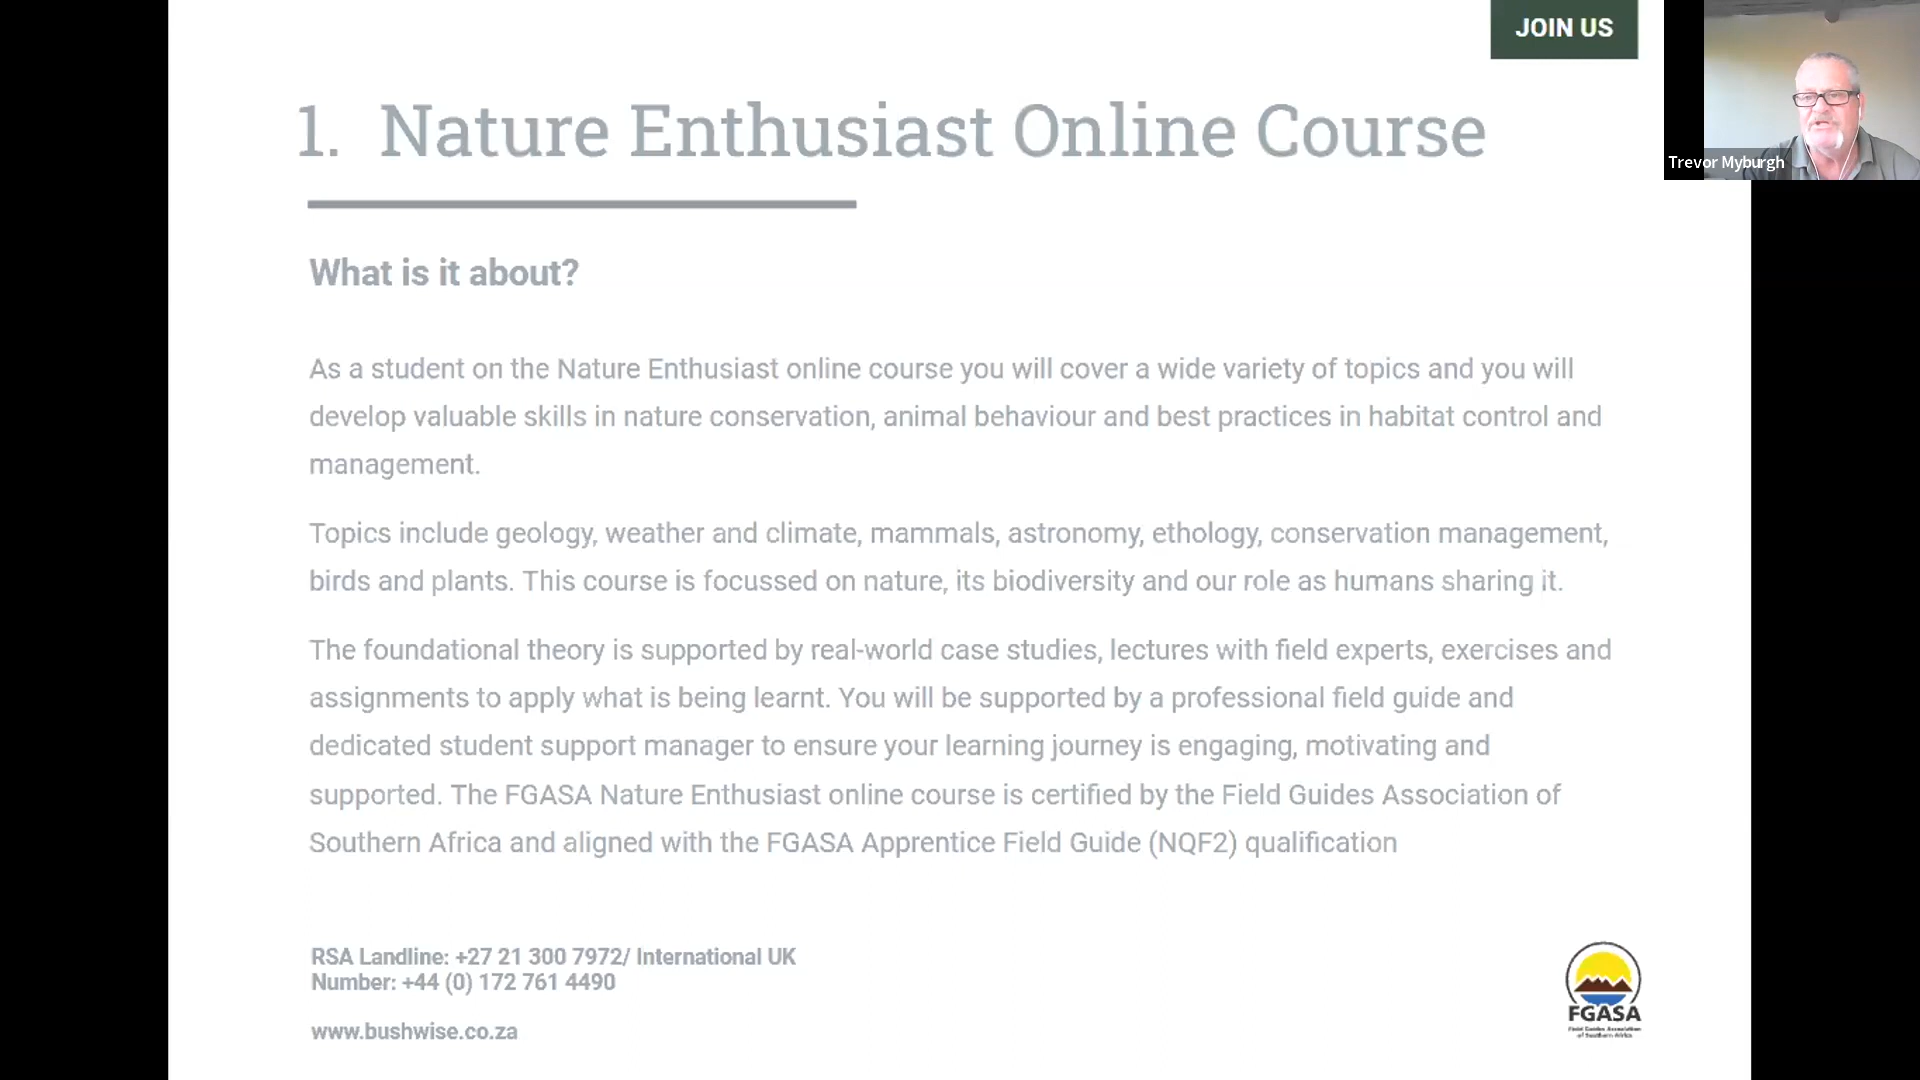 JOIN US
1. Nature Enthusiast Online Course
Trevor Myburgh
What is it about?
As a student on the Nature Enthusiast online course you will cover a wide variety of topics and you will
develop valuable skills in nature conservation, animal behaviour and best practices in habitat control and
management.
Topics include geology, weather and climate, mammals, astronomy, ethology, conservation management,
birds and plants. This course is focussed on nature, its biodiversity and our role as humans sharing it.
The foundational theory is supported by real-world case studies, lectures with field experts, exercises and
assignments to apply what is being learnt. You will be supported by a professional field guide and
dedicated student support manager to ensure your learning journey is engaging, motivating and
supported. The FGASA Nature Enthusiast online course is certified by the Field Guides Association of
Southern Africa and aligned with the FGASA Apprentice Field Guide (NQF2) qualification
RSA Landline: +27 21 300 7972/ International UK
Number: +44 (0) 172 761 4490
www.bushwise.co.za
FGASA
Field Guides Association
of Southern Africa